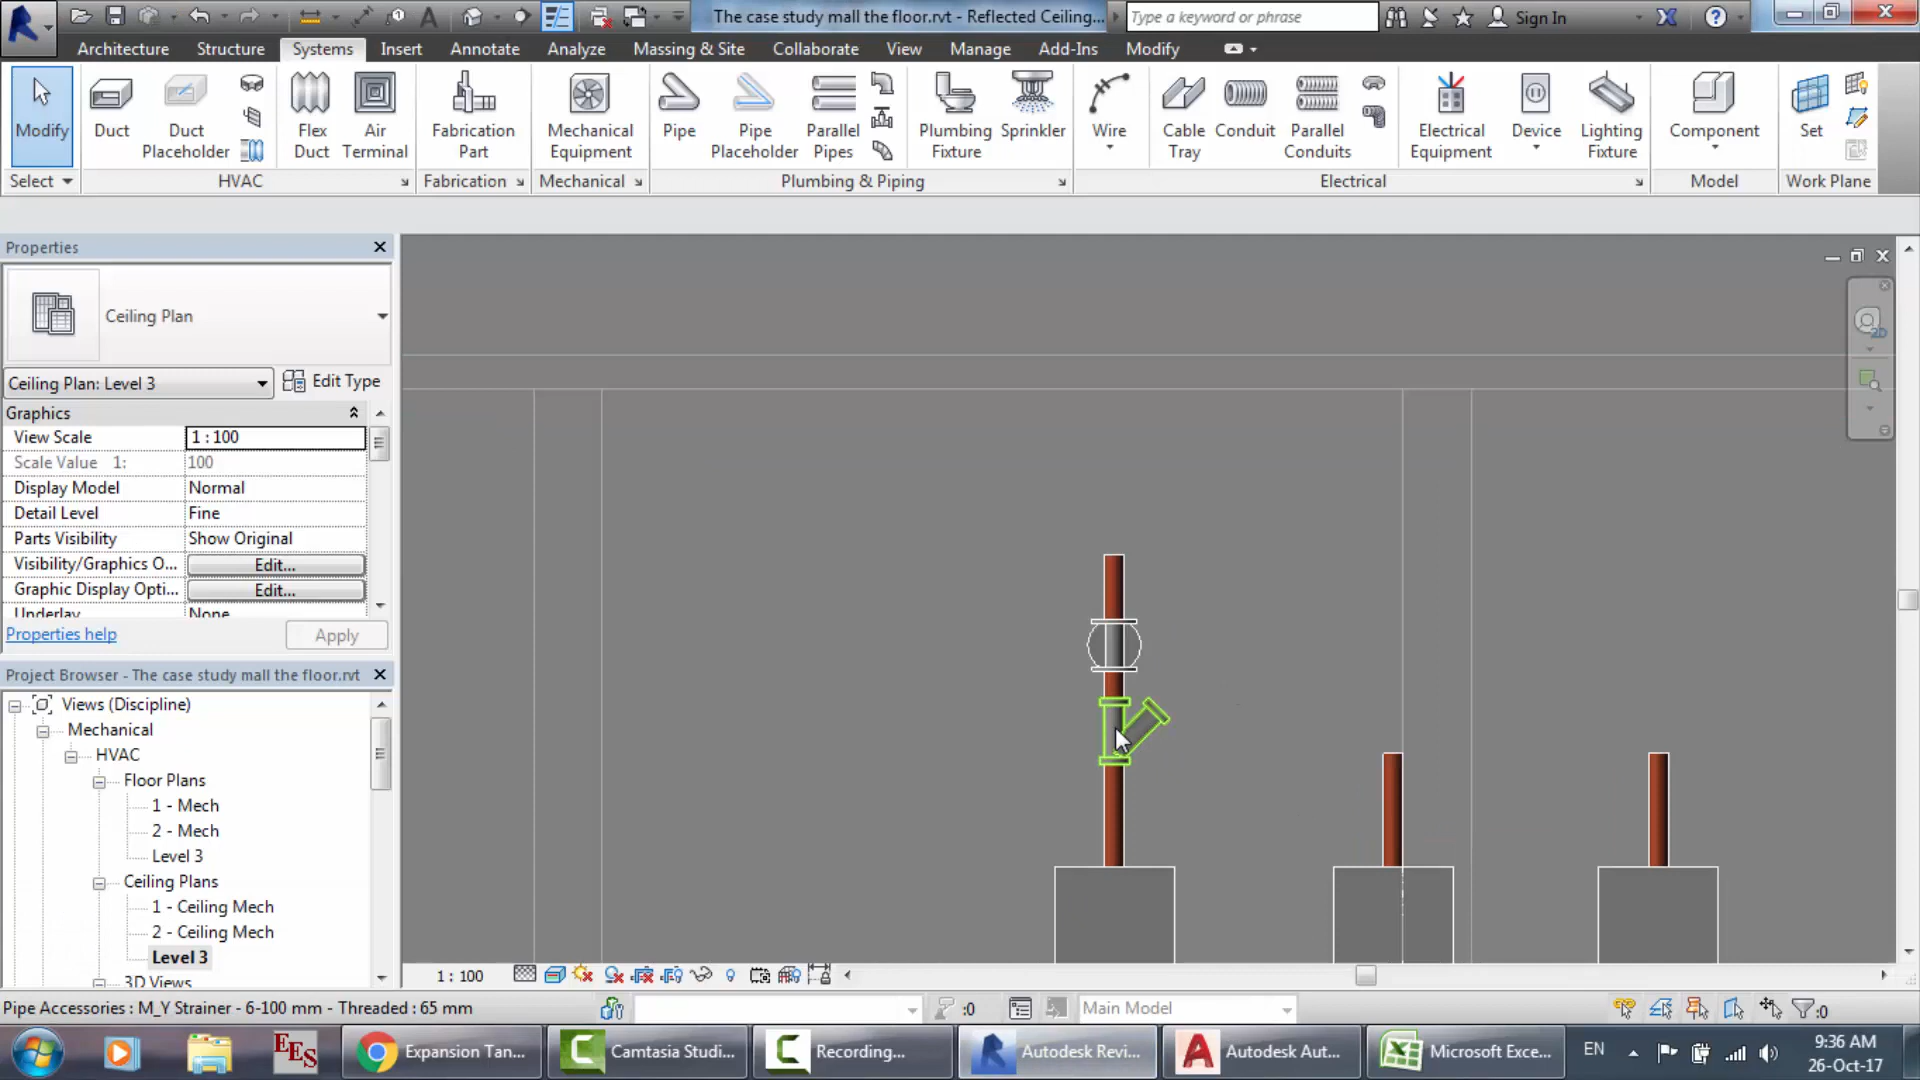 The case study mall the floor.rvt - Reflected Ceiling...
Type a keyword or phrase
Sign In
Architecture Structure Systems Insert Annotate Analyze Massing & Site Collaborate View Manage Add-Ins Modify
Modify
Duct
Duct Placeholder
Flex Duct
Air Terminal
Fabrication Part
Mechanical Equipment
Pipe
Pipe Placeholder
Parallel Pipes
Plumbing Fixture
Sprinkler
Wire
Cable Tray
Conduit
Parallel Conduits
Electrical Equipment
Device
Lighting Fixture
Component
Set
Select HVAC Fabrication Mechanical Plumbing & Piping Electrical Model Work Plane
Properties
Ceiling Plan
Ceiling Plan: Level 3 Edit Type
Graphics
View Scale 1 : 100
Scale Value 1: 100
Display Model Normal
Detail Level Fine
Parts Visibility Show Original
Visibility/Graphics O... Edit...
Graphic Display Opti... Edit...
Underlay None
Properties help Apply
Project Browser - The case study mall the floor.rvt
Views (Discipline)
Mechanical
HVAC
Floor Plans
1 - Mech
2 - Mech
Level 3
Ceiling Plans
1 - Ceiling Mech
2 - Ceiling Mech
Level 3
3D Views
2D
1 : 100
Pipe Accessories : M_Y Strainer - 6-100 mm - Threaded : 65 mm
:0
Main Model
:0
EES
Expansion Tan...
Camtasia Studi...
Recording...
Autodesk Revi...
Autodesk Aut...
Microsoft Exce...
EN
9:36 AM
26-Oct-17